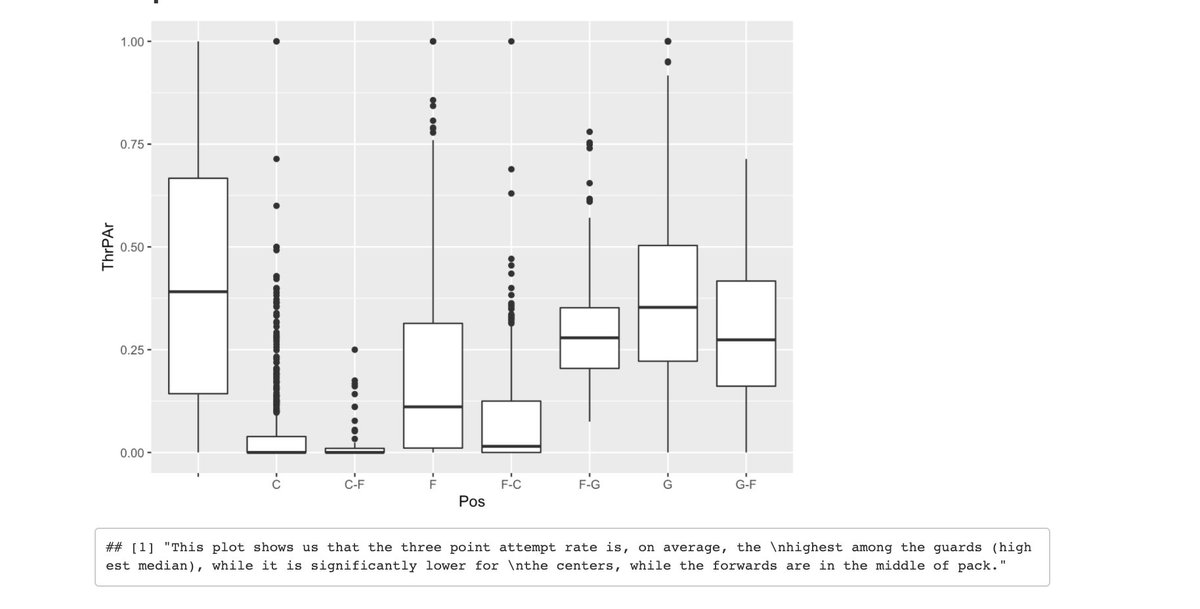 1.00
0.75
0.50
0.25
0.00
ThrPAr
C C-F F F-C F-G G G-F
Pos
## [1] "This plot shows us that the three point attempt rate is, on average, the \nhighest among the guards (high
est median), while it is significantly lower for \nthe centers, while the forwards are in the middle of pack."